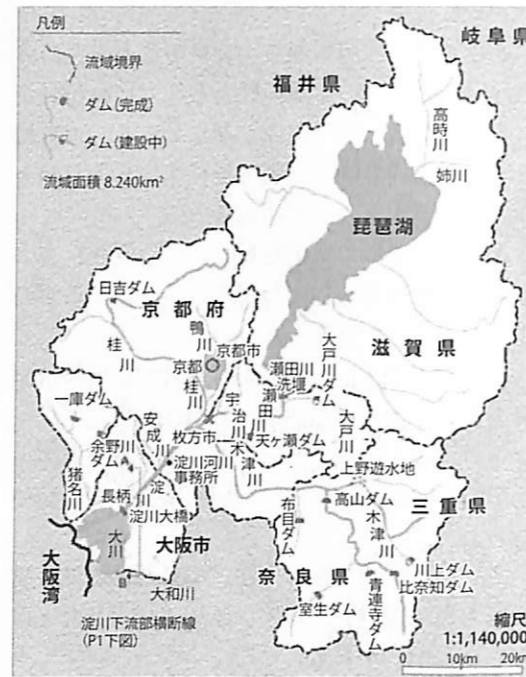 凡例
流域境界
ダム(完成)
ダム(建設中)
流域面積 8.240km²
岐阜県
福井県
高時川
姉川
琵琶湖
日吉ダム
京都府
鴨川
京都市
京都
桂川
桂川
滋賀県
大戸川ダム
瀬田川洗堰
瀬田川
大戸川
宇治川
天ヶ瀬ダム
木津川
一庫ダム
余野川ダム
安威川
枚方市
淀川河川事務所
淀川
猪名川
長柄
淀川大橋
大川
大阪市
大阪湾
大和川
B
上野遊水地
高山ダム
布目ダム
木津川
三重県
川上ダム
比奈知ダム
青蓮寺ダム
室生ダム
奈良県
淀川下流部横断線
(P1下図)
縮尺
1:1,140,000
0 10km 20km